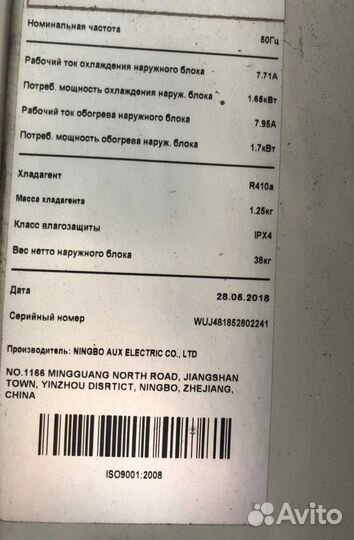 Номинальная частота 50Гц
Рабочий ток охлаждения наружного блока 7.71А
Потреб. мощность охлаждения наруж. блока 1.65кВт
Рабочий ток обогрева наружного блока 7.95А
Потреб. мощность обогрева наруж. блока 1.7кВт
Хладагент R410a
Масса хладагента 1.25кг
Класс влагозащиты IPX4
Вес нетто наружного блока 38кг
Дата 28.05.2018
Серийный номер WUJ481852802241
Производитель: NINGBO AUX ELECTRIC CO., LTD
NO.1166 MINGGUANG NORTH ROAD, JIANGSHAN
TOWN, YINZHOU DISRTICT, NINGBO, ZHEJIANG,
CHINA
ISO9001:2008
Avito